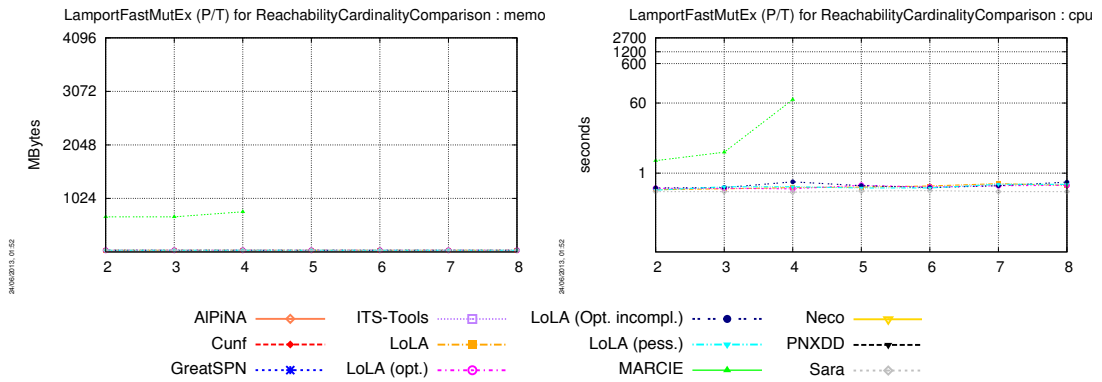 LamportFastMutEx (P/T) for ReachabilityCardinalityComparison : memo
4096
3072
2048
1024
MBytes
2 3 4 5 6 7 8
24/06/2013, 01:52
LamportFastMutEx (P/T) for ReachabilityCardinalityComparison : cpu
2700
1200
600
60
1
seconds
2 3 4 5 6 7 8
24/06/2013, 01:52
AlPiNA ITS-Tools LoLA (Opt. incompl.) Neco
Cunf LoLA LoLA (pess.) PNXDD
GreatSPN LoLA (opt.) MARCIE Sara